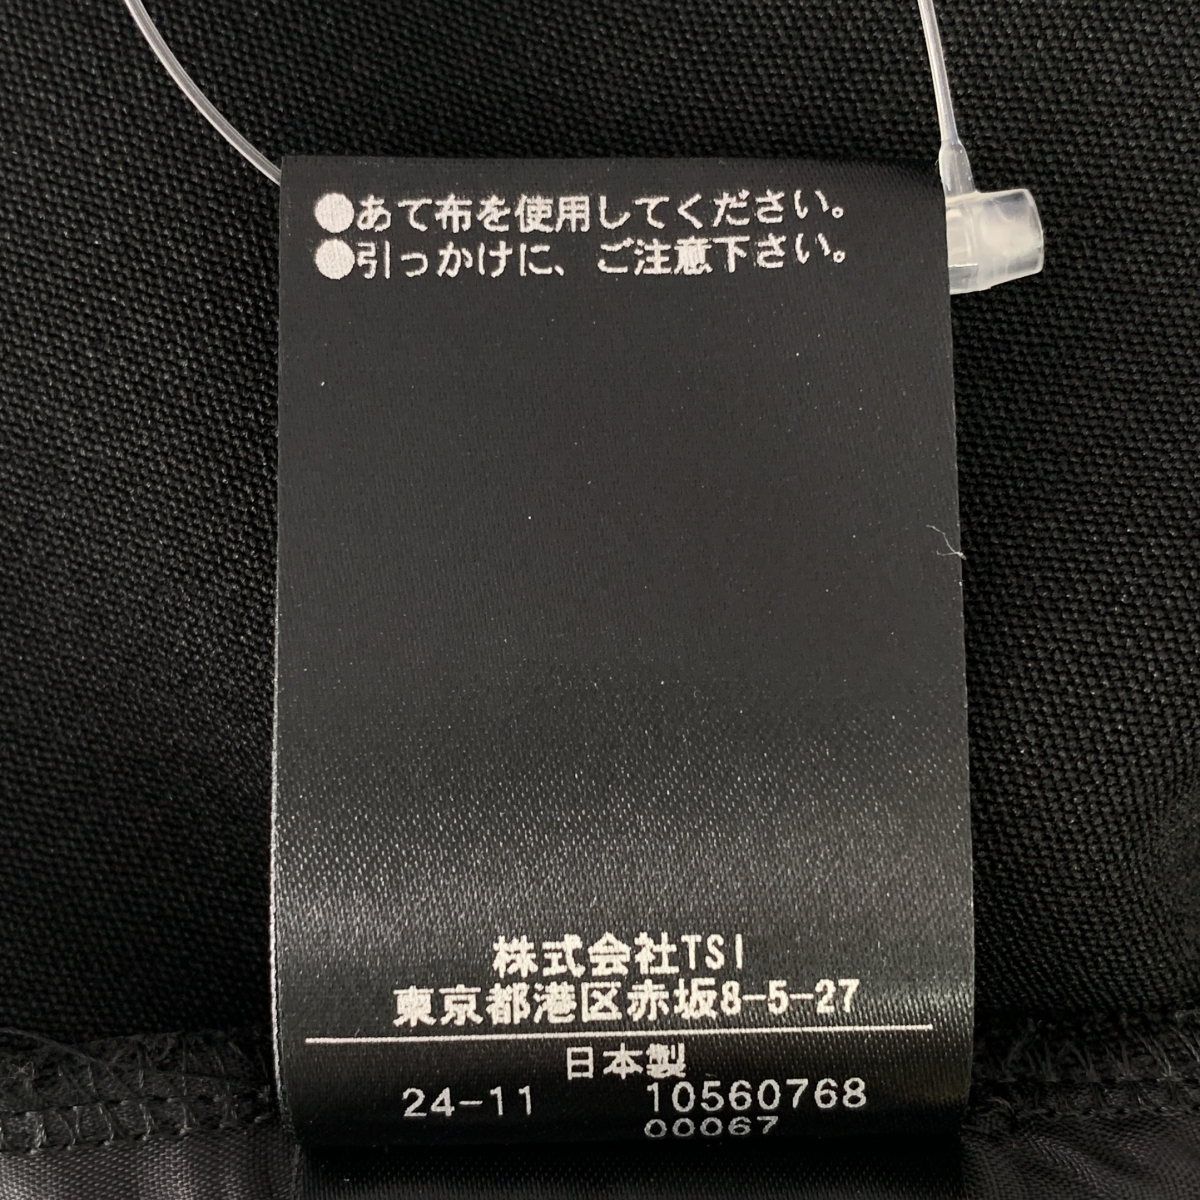 ●あて布を使用してください。
●引っかけに、ご注意下さい。
株式会社TSI
東京都港区赤坂8-5-27
日本製
24-11 10560768
00067